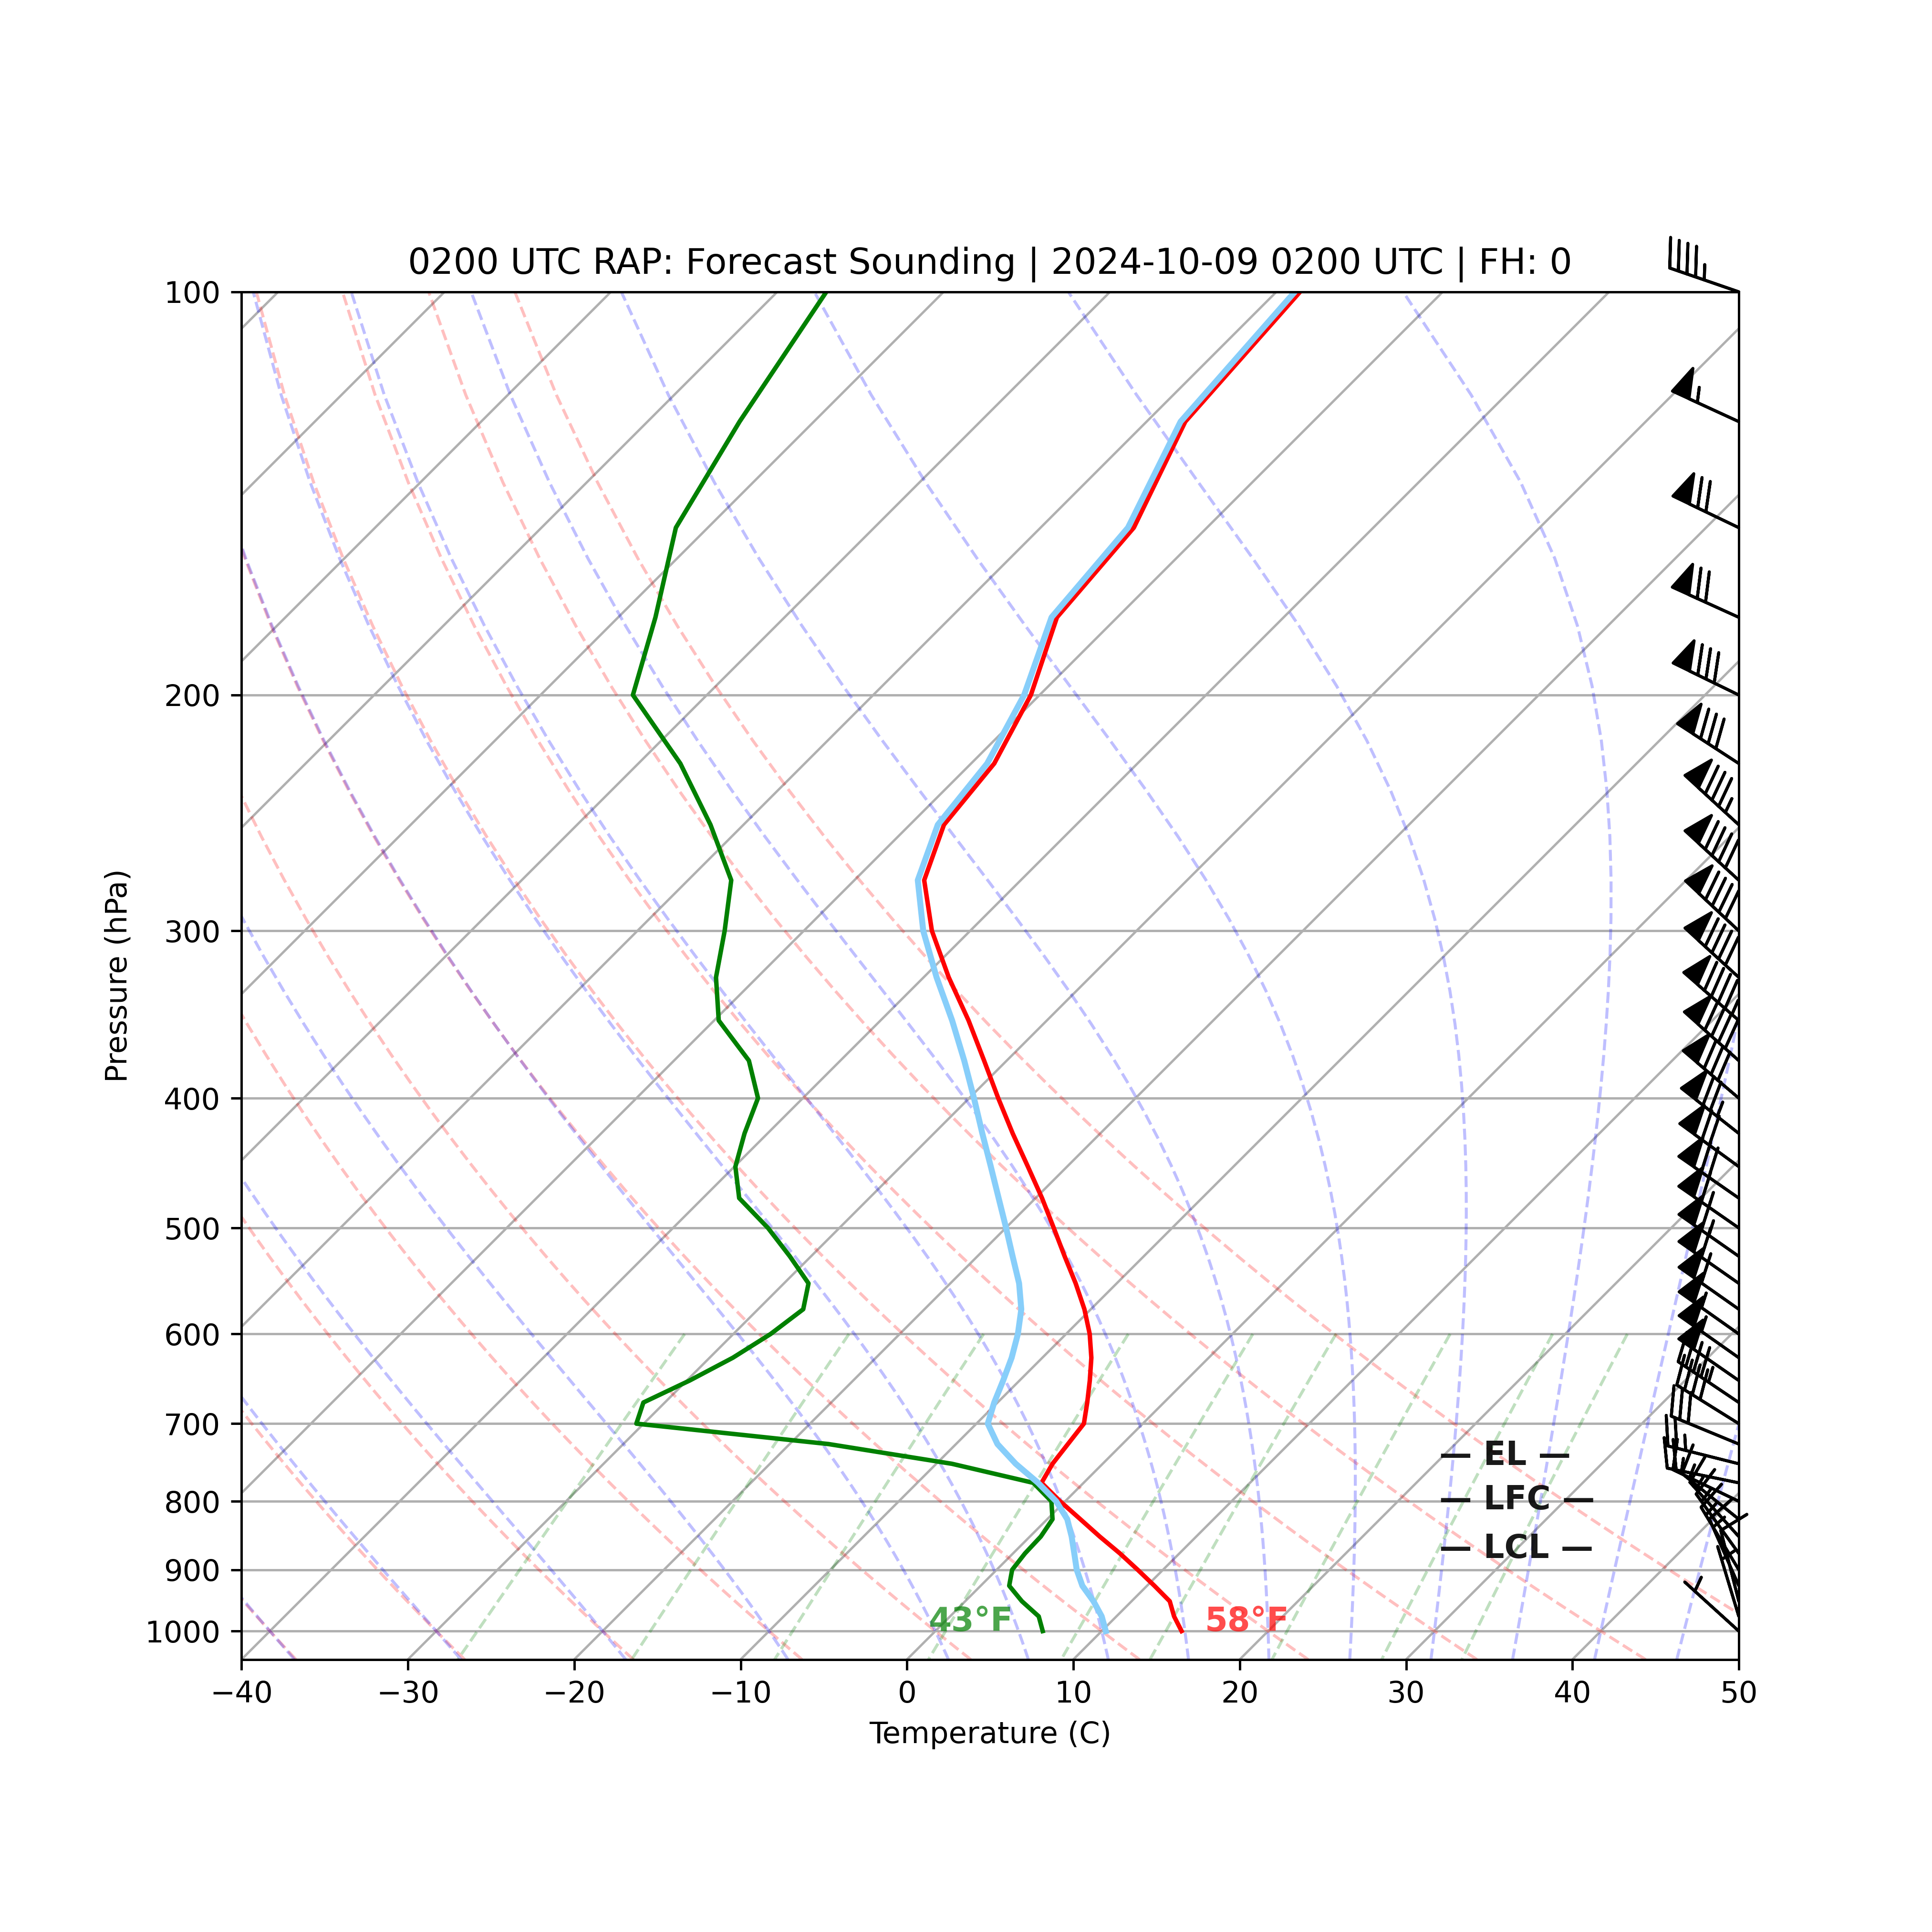 0200 UTC RAP: Forecast Sounding | 2024-10-09 0200 UTC | FH: 0
100
200
300
400
500
600
700
800
900
1000
Pressure (hPa)
— EL —
— LFC —
— LCL —
43°F
58°F
−40 −30 −20 −10 0 10 20 30 40 50
Temperature (C)